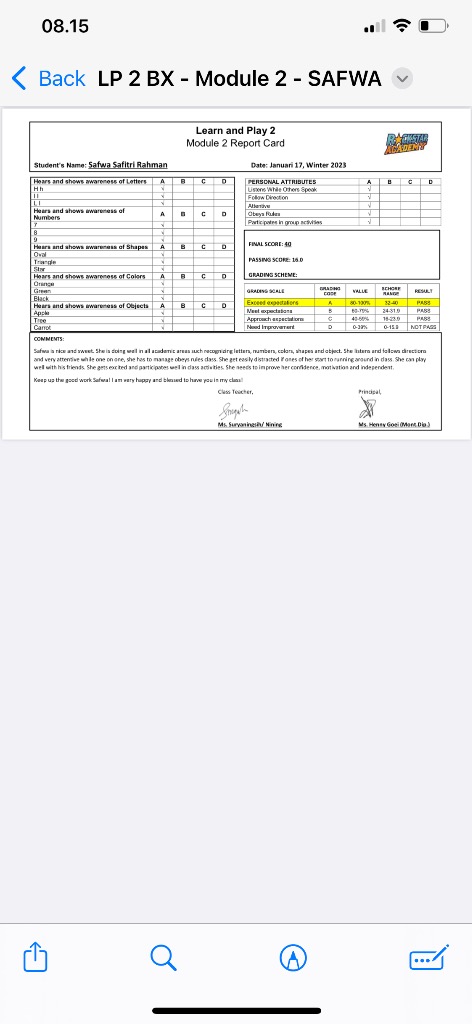 08.15
Back LP 2 BX - Module 2 - SAFWA
Learn and Play 2
Module 2 Report Card
ROCKSTAR
ACADEMY
Student's Name: Safwa Safitri Rahman
Date: Januari 17, Winter 2023
Hears and shows awareness of Letters A B C D
H h √
I i √
L l √
Hears and shows awareness of Numbers A B C D
7 √
8 √
9 √
Hears and shows awareness of Shapes A B C D
Oval √
Triangle √
Star √
Hears and shows awareness of Colors A B C D
Orange √
Green √
Black √
Hears and shows awareness of Objects A B C D
Apple √
Tree √
Carrot √
PERSONAL ATTRIBUTES A B C D
Listens While Others Speak √
Follow Direction √
Attentive √
Obeys Rules √
Participates in group activities √
FINAL SCORE: 40
PASSING SCORE: 16.0
GRADING SCHEME:
GRADING SCALE GRADING CODE VALUE SCHORE RANGE RESULT
Exceed expectations A 80-100% 32-40 PASS
Meet expectations B 60-79% 24-31.9 PASS
Approach expectations C 40-59% 16-23.9 PASS
Need Improvement D 0-39% 0-15.9 NOT PASS
COMMENTS:
Safwa is nice and sweet. She is doing well in all academic areas such recognizing letters, numbers, colors, shapes and object. She listens and follows directions
and very attentive while one on one, she has to manage obeys rules class. She get easily distracted if ones of her start to running around in class. She can play
well with his friends. She gets excited and participates well in class activities. She needs to improve her confidence, motivation and independent.
Keep up the good work Safwa! I am very happy and blessed to have you in my class!
Class Teacher,
Principal,
Ms. Suryaningsih/ Nining
Ms. Henny Goei (Mont.Dip.)